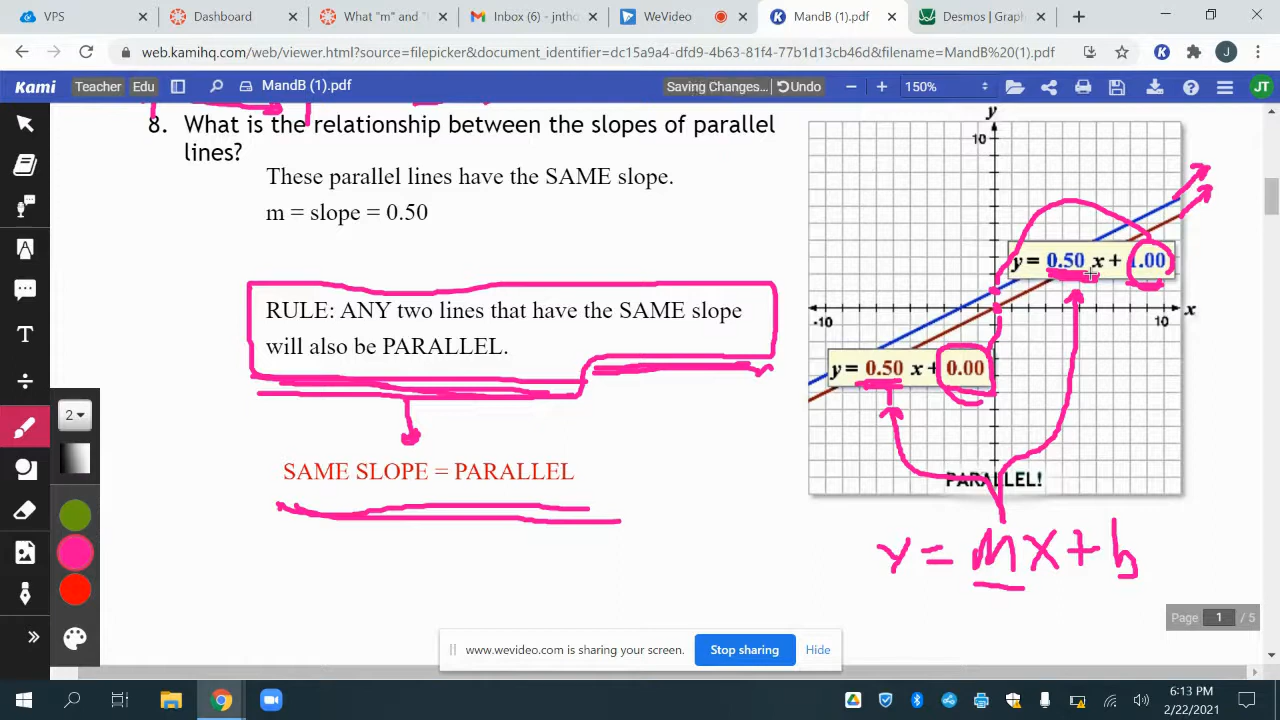 VPS
Dashboard
What "m" and "
Inbox (6) - jntho
WeVideo
MandB (1).pdf
Desmos | Graph
web.kamihq.com/web/viewer.html?source=filepicker&document_identifier=dc15a9a4-dfd9-4b63-81f4-77b1d13cb46d&filename=MandB%20(1).pdf
J
Kami Teacher Edu MandB (1).pdf Saving Changes... Undo 150% JT
8. What is the relationship between the slopes of parallel
lines?
These parallel lines have the SAME slope.
m = slope = 0.50
RULE: ANY two lines that have the SAME slope
will also be PARALLEL.
SAME SLOPE = PARALLEL
2
y
10
y = 0.50 x + 1.00
-10 10 x
y = 0.50 x + 0.00
PARALLEL!
y = mx + b
Page 1 / 5
www.wevideo.com is sharing your screen. Stop sharing Hide
6:13 PM
2/22/2021